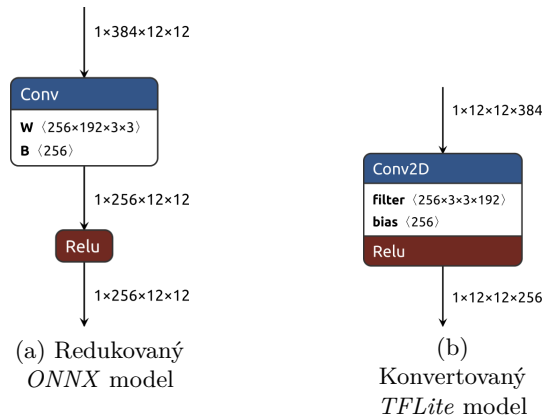 1×384×12×12
Conv
W ⟨256×192×3×3⟩
B ⟨256⟩
1×256×12×12
Relu
1×256×12×12
(a) Redukovaný
ONNX model
1×12×12×384
Conv2D
filter ⟨256×3×3×192⟩
bias ⟨256⟩
Relu
1×12×12×256
(b)
Konvertovaný
TFLite model